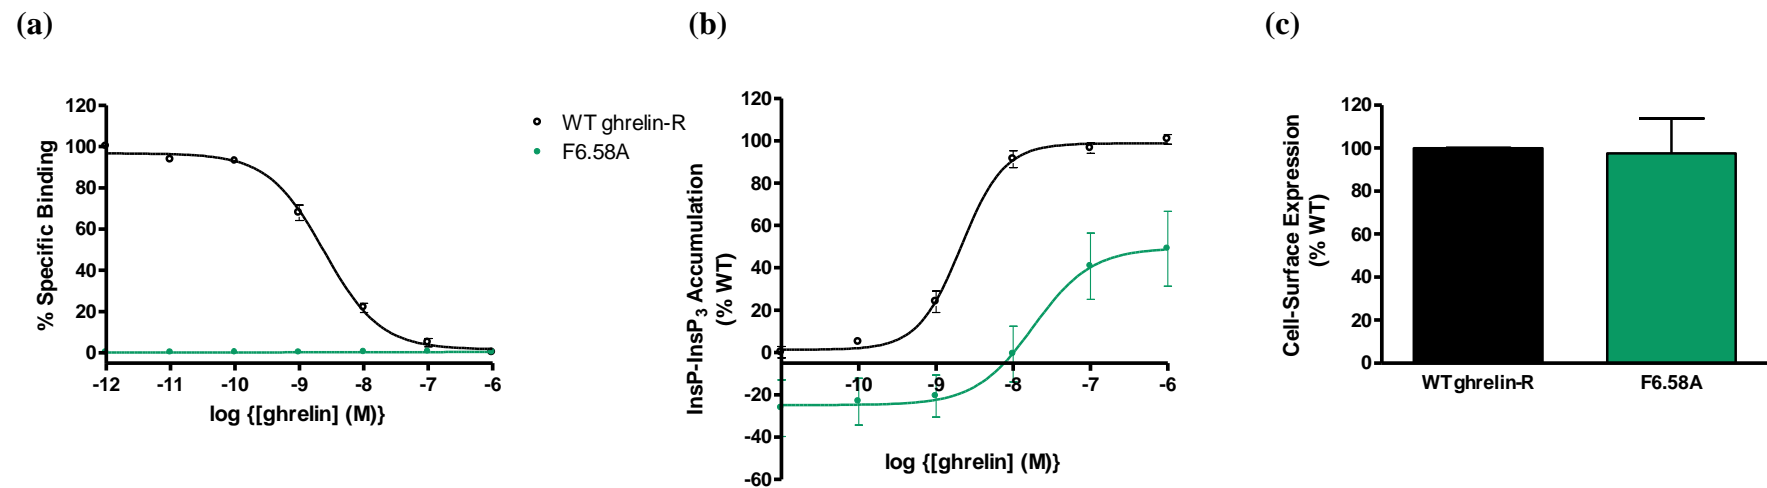 (a)
(b)
(c)
120
100
80
60
40
20
0
% Specific Binding
-12 -11 -10 -9 -8 -7 -6
log {[ghrelin] (M)}
WT ghrelin-R
F6.58A
120
100
80
60
40
20
0
-20
-40
-60
InsP-InsP3 Accumulation
(% WT)
-10 -9 -8 -7 -6
log {[ghrelin] (M)}
120
100
80
60
40
20
0
Cell-Surface Expression
(% WT)
WT ghrelin-R F6.58A